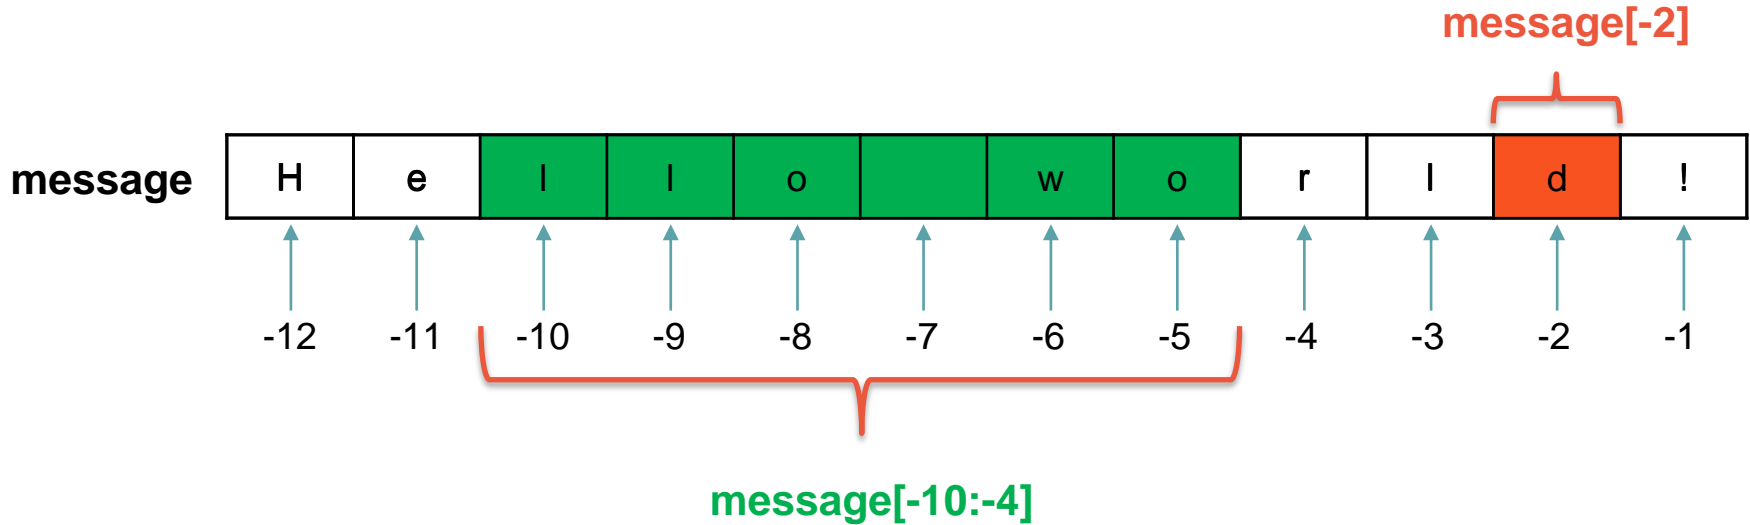 message[-2]
message H e l l o w o r l d !
-12 -11 -10 -9 -8 -7 -6 -5 -4 -3 -2 -1
message[-10:-4]